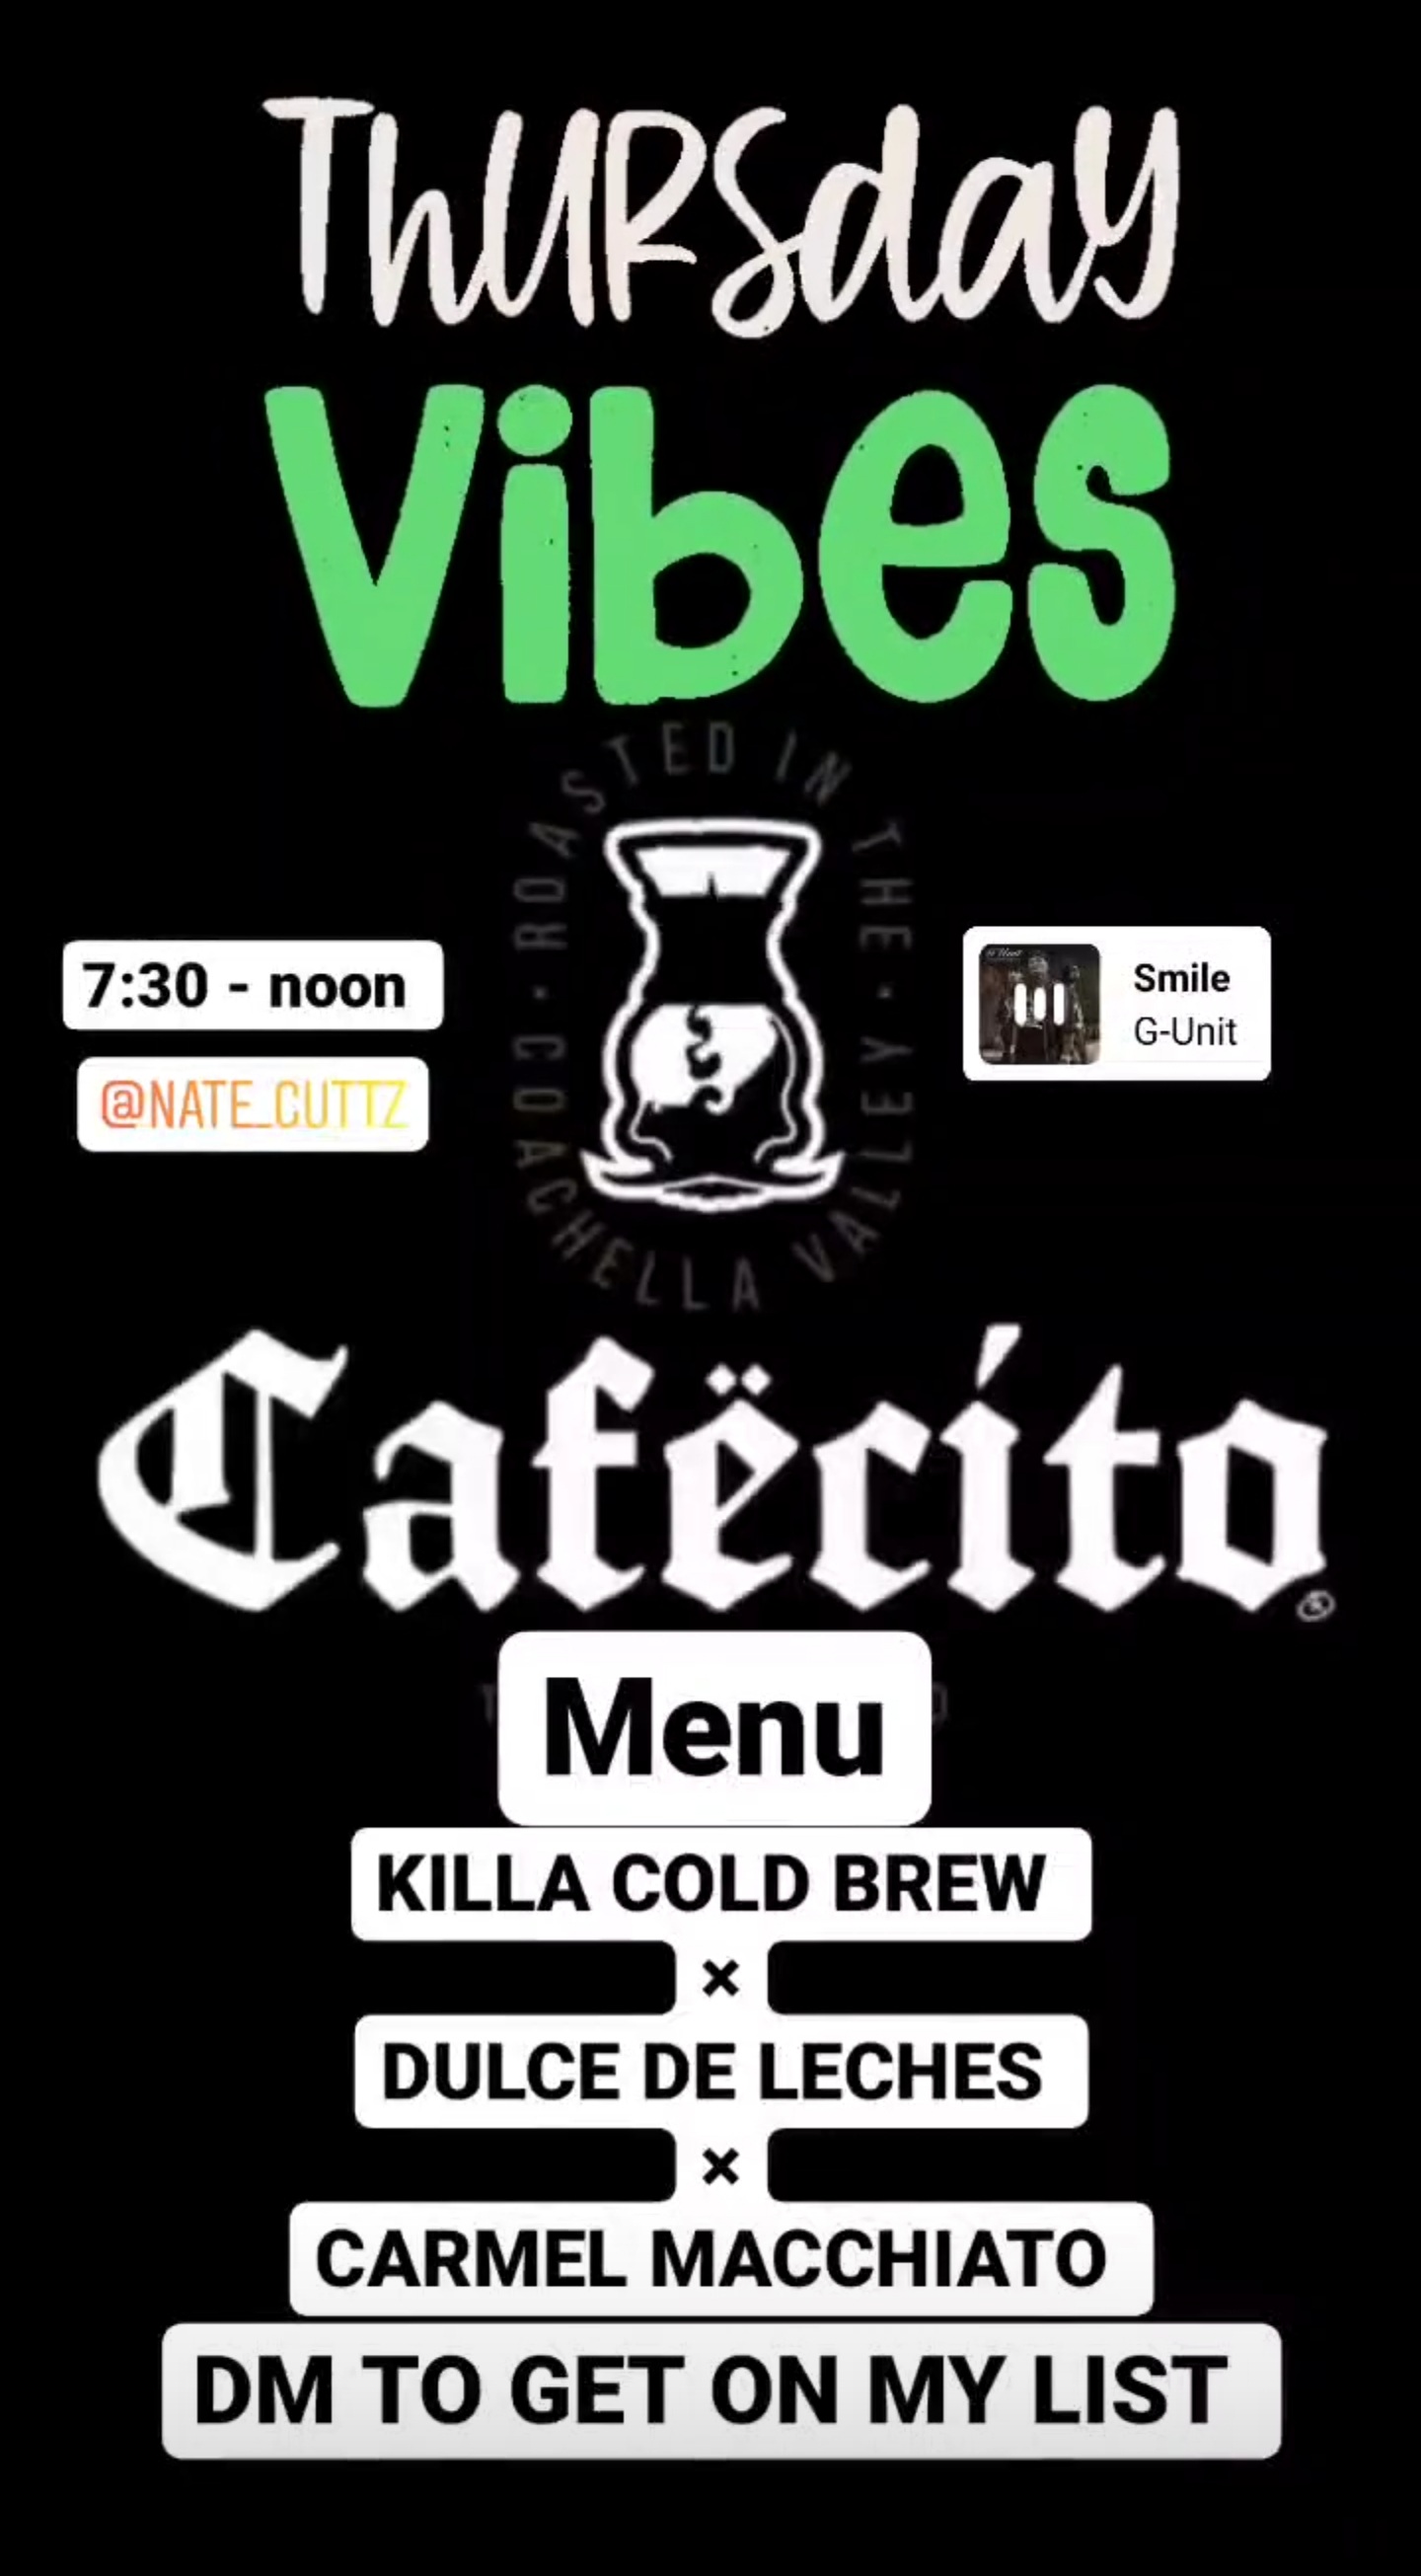 Thursday
Vibes
ROASTED IN THE · COACHELLA VALLEY ·
7:30 - noon
@NATE_CUTTZ
Smile
G-Unit
Cafëcíto
Menu
KILLA COLD BREW
×
DULCE DE LECHES
×
CARMEL MACCHIATO
DM TO GET ON MY LIST